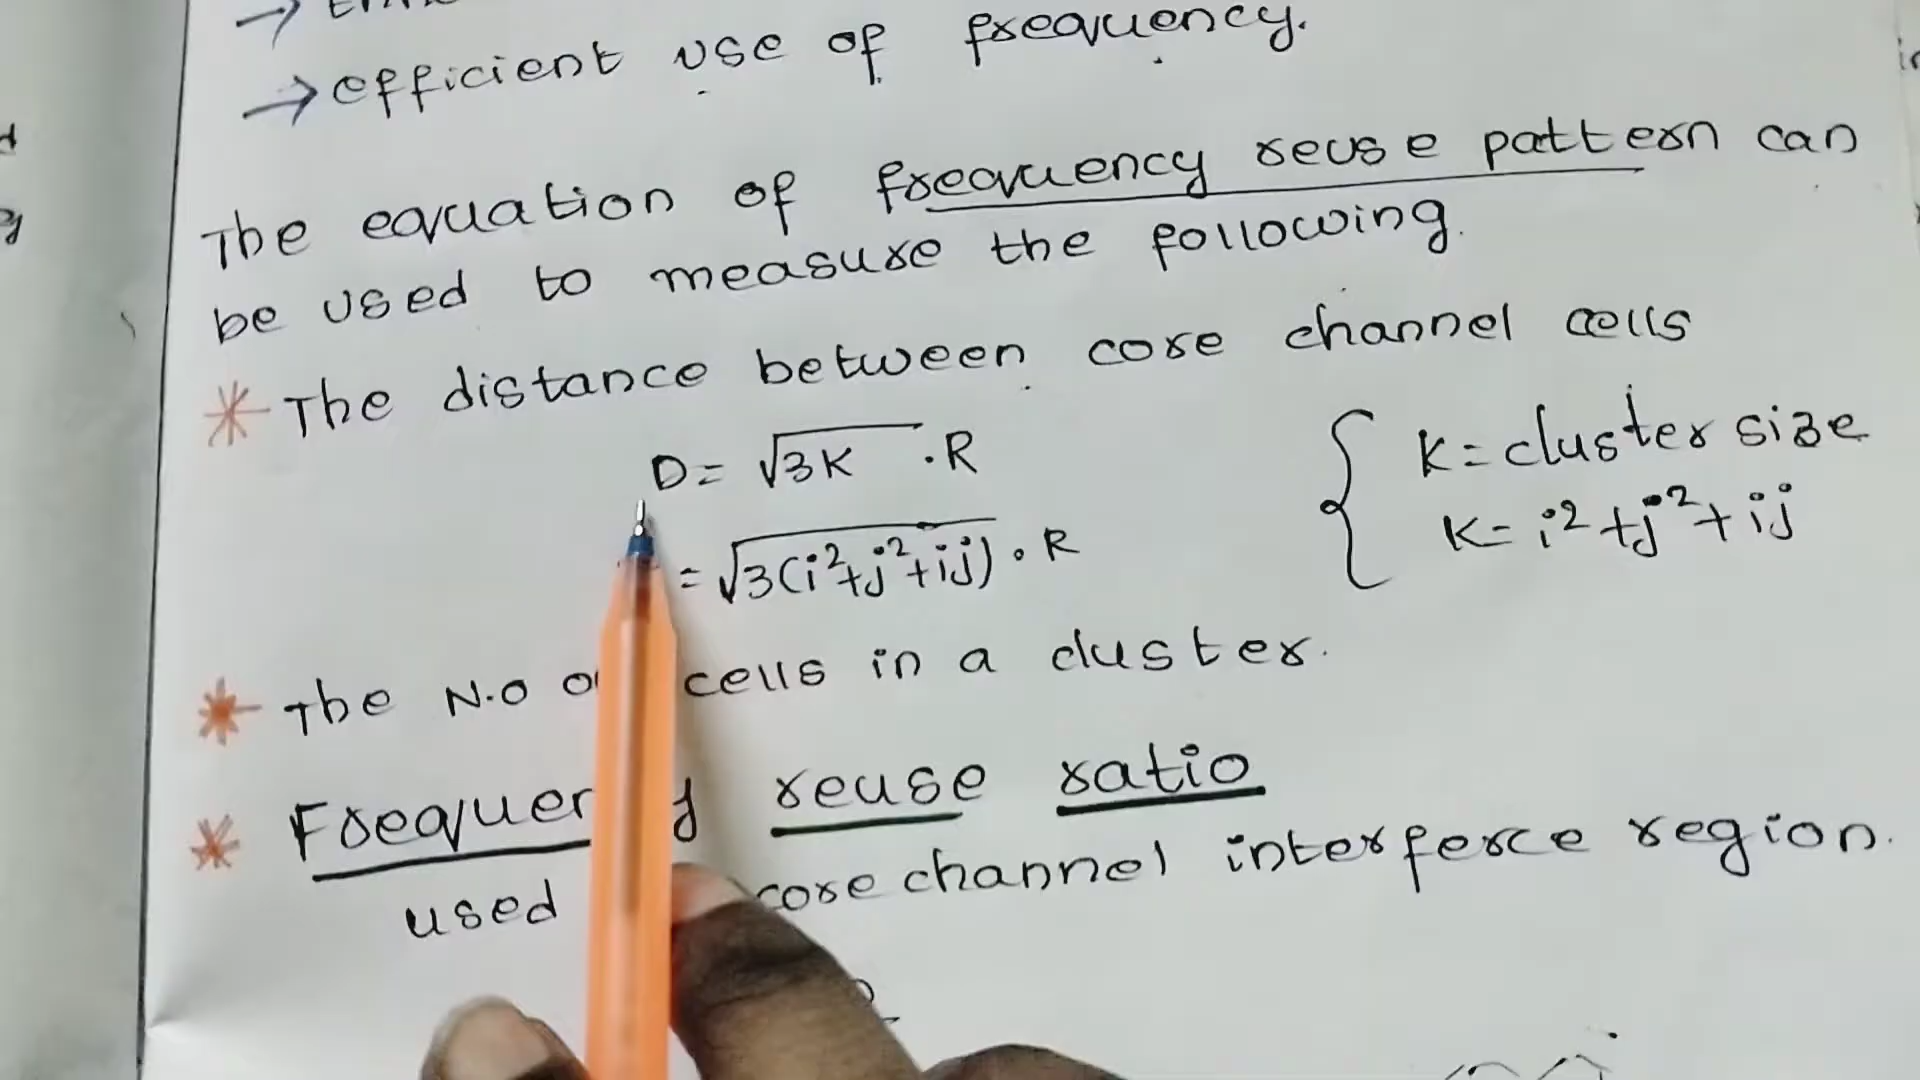 → efficient use of frequency.
The equation of frequency reuse pattern can
be used to measure the following.
* The distance between core channel cells
D = √3K . R
= √3(i²+j²+ij) . R
{ K = cluster size
K = i²+j²+ij
* The N.O cells in a cluster.
* reuse ratio
used core channel interferce region.